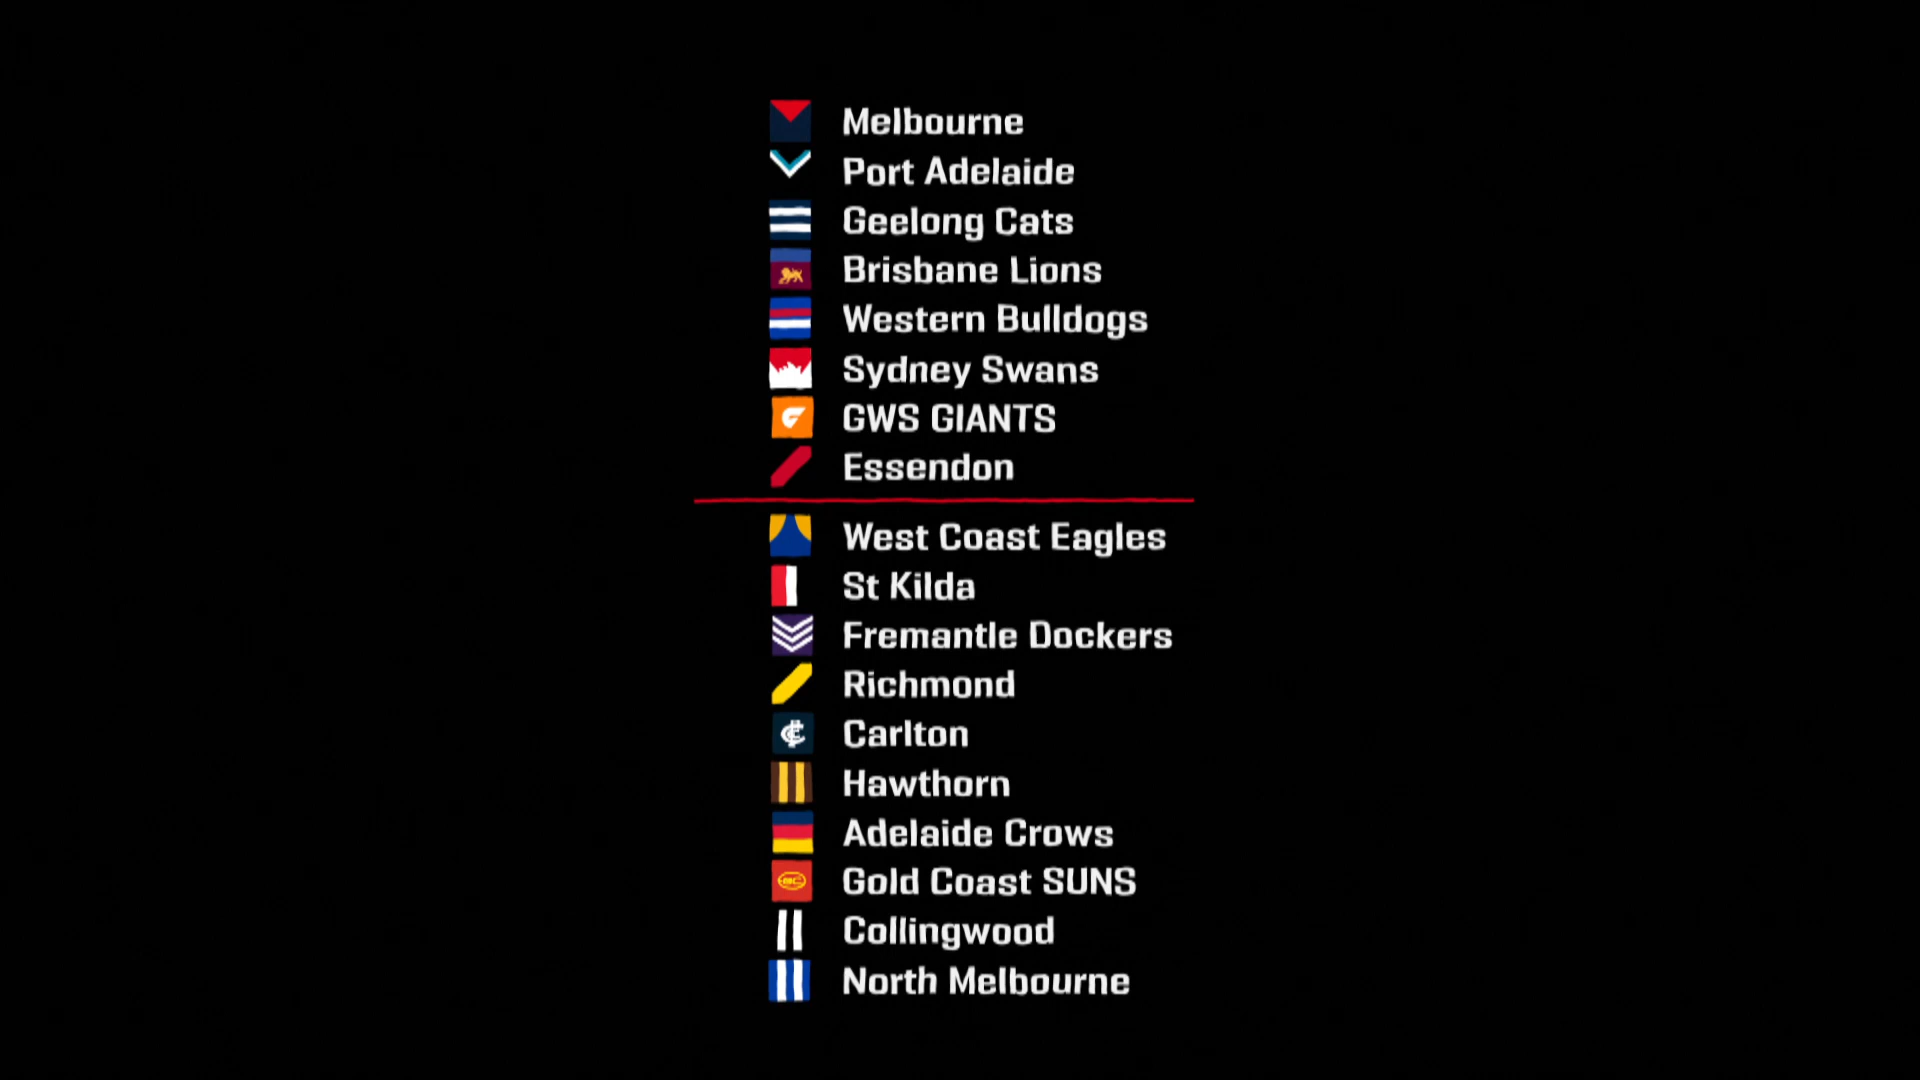 Melbourne
Port Adelaide
Geelong Cats
Brisbane Lions
Western Bulldogs
Sydney Swans
GWS GIANTS
Essendon
West Coast Eagles
St Kilda
Fremantle Dockers
Richmond
Carlton
Hawthorn
Adelaide Crows
Gold Coast SUNS
Collingwood
North Melbourne